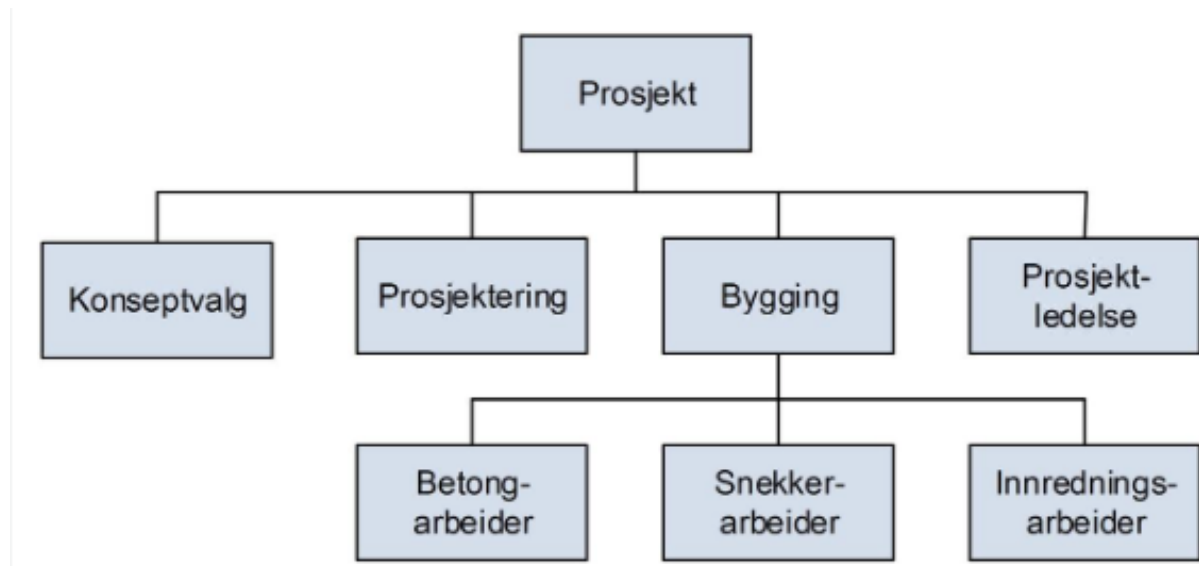 Prosjekt
Konseptvalg
Prosjektering
Bygging
Prosjekt-
ledelse
Betong-
arbeider
Snekker-
arbeider
Innrednings-
arbeider